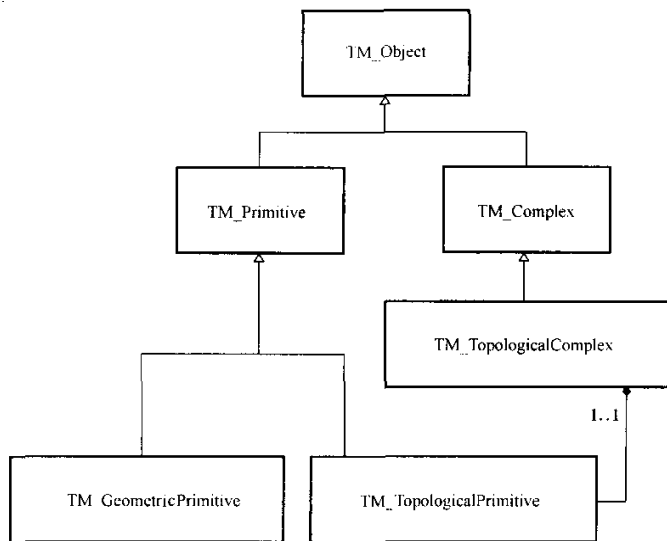 TM_Object
TM_Primitive
TM_Complex
TM_TopologicalComplex
1..1
TM_GeometricPrimitive
TM_TopologicalPrimitive